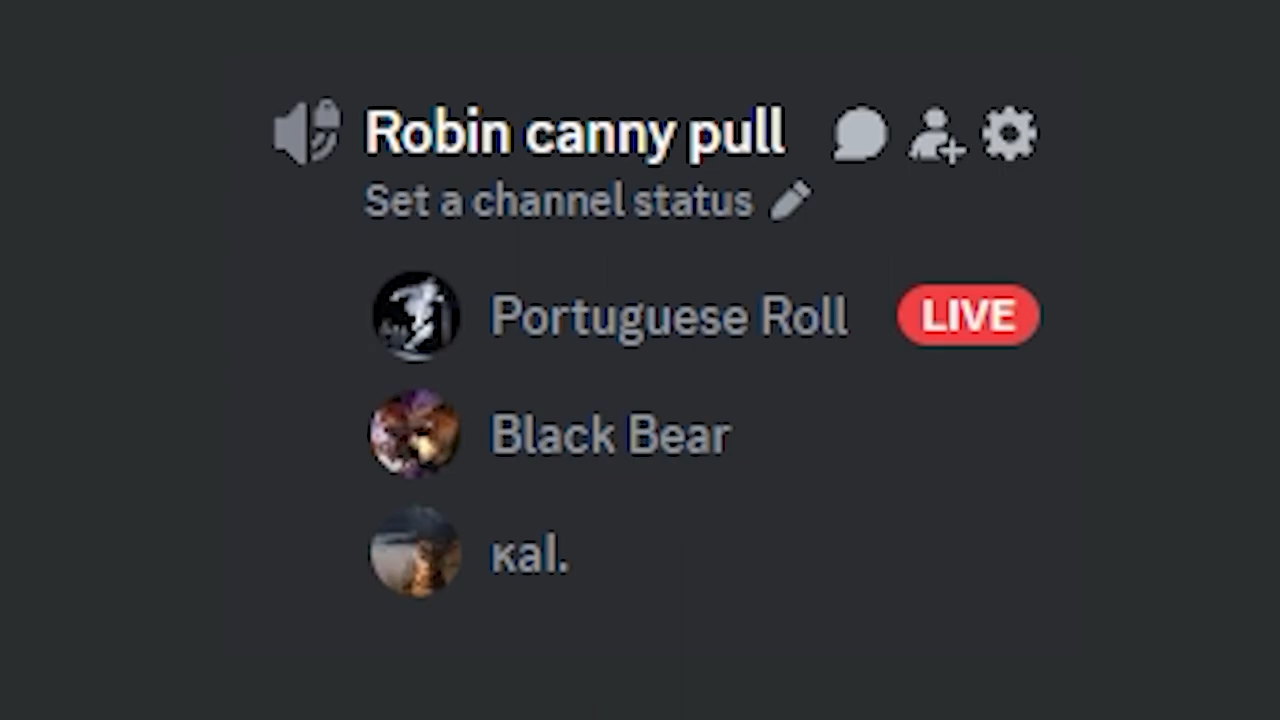 Robin canny pull
Set a channel status
Portuguese Roll LIVE
Black Bear
кal.